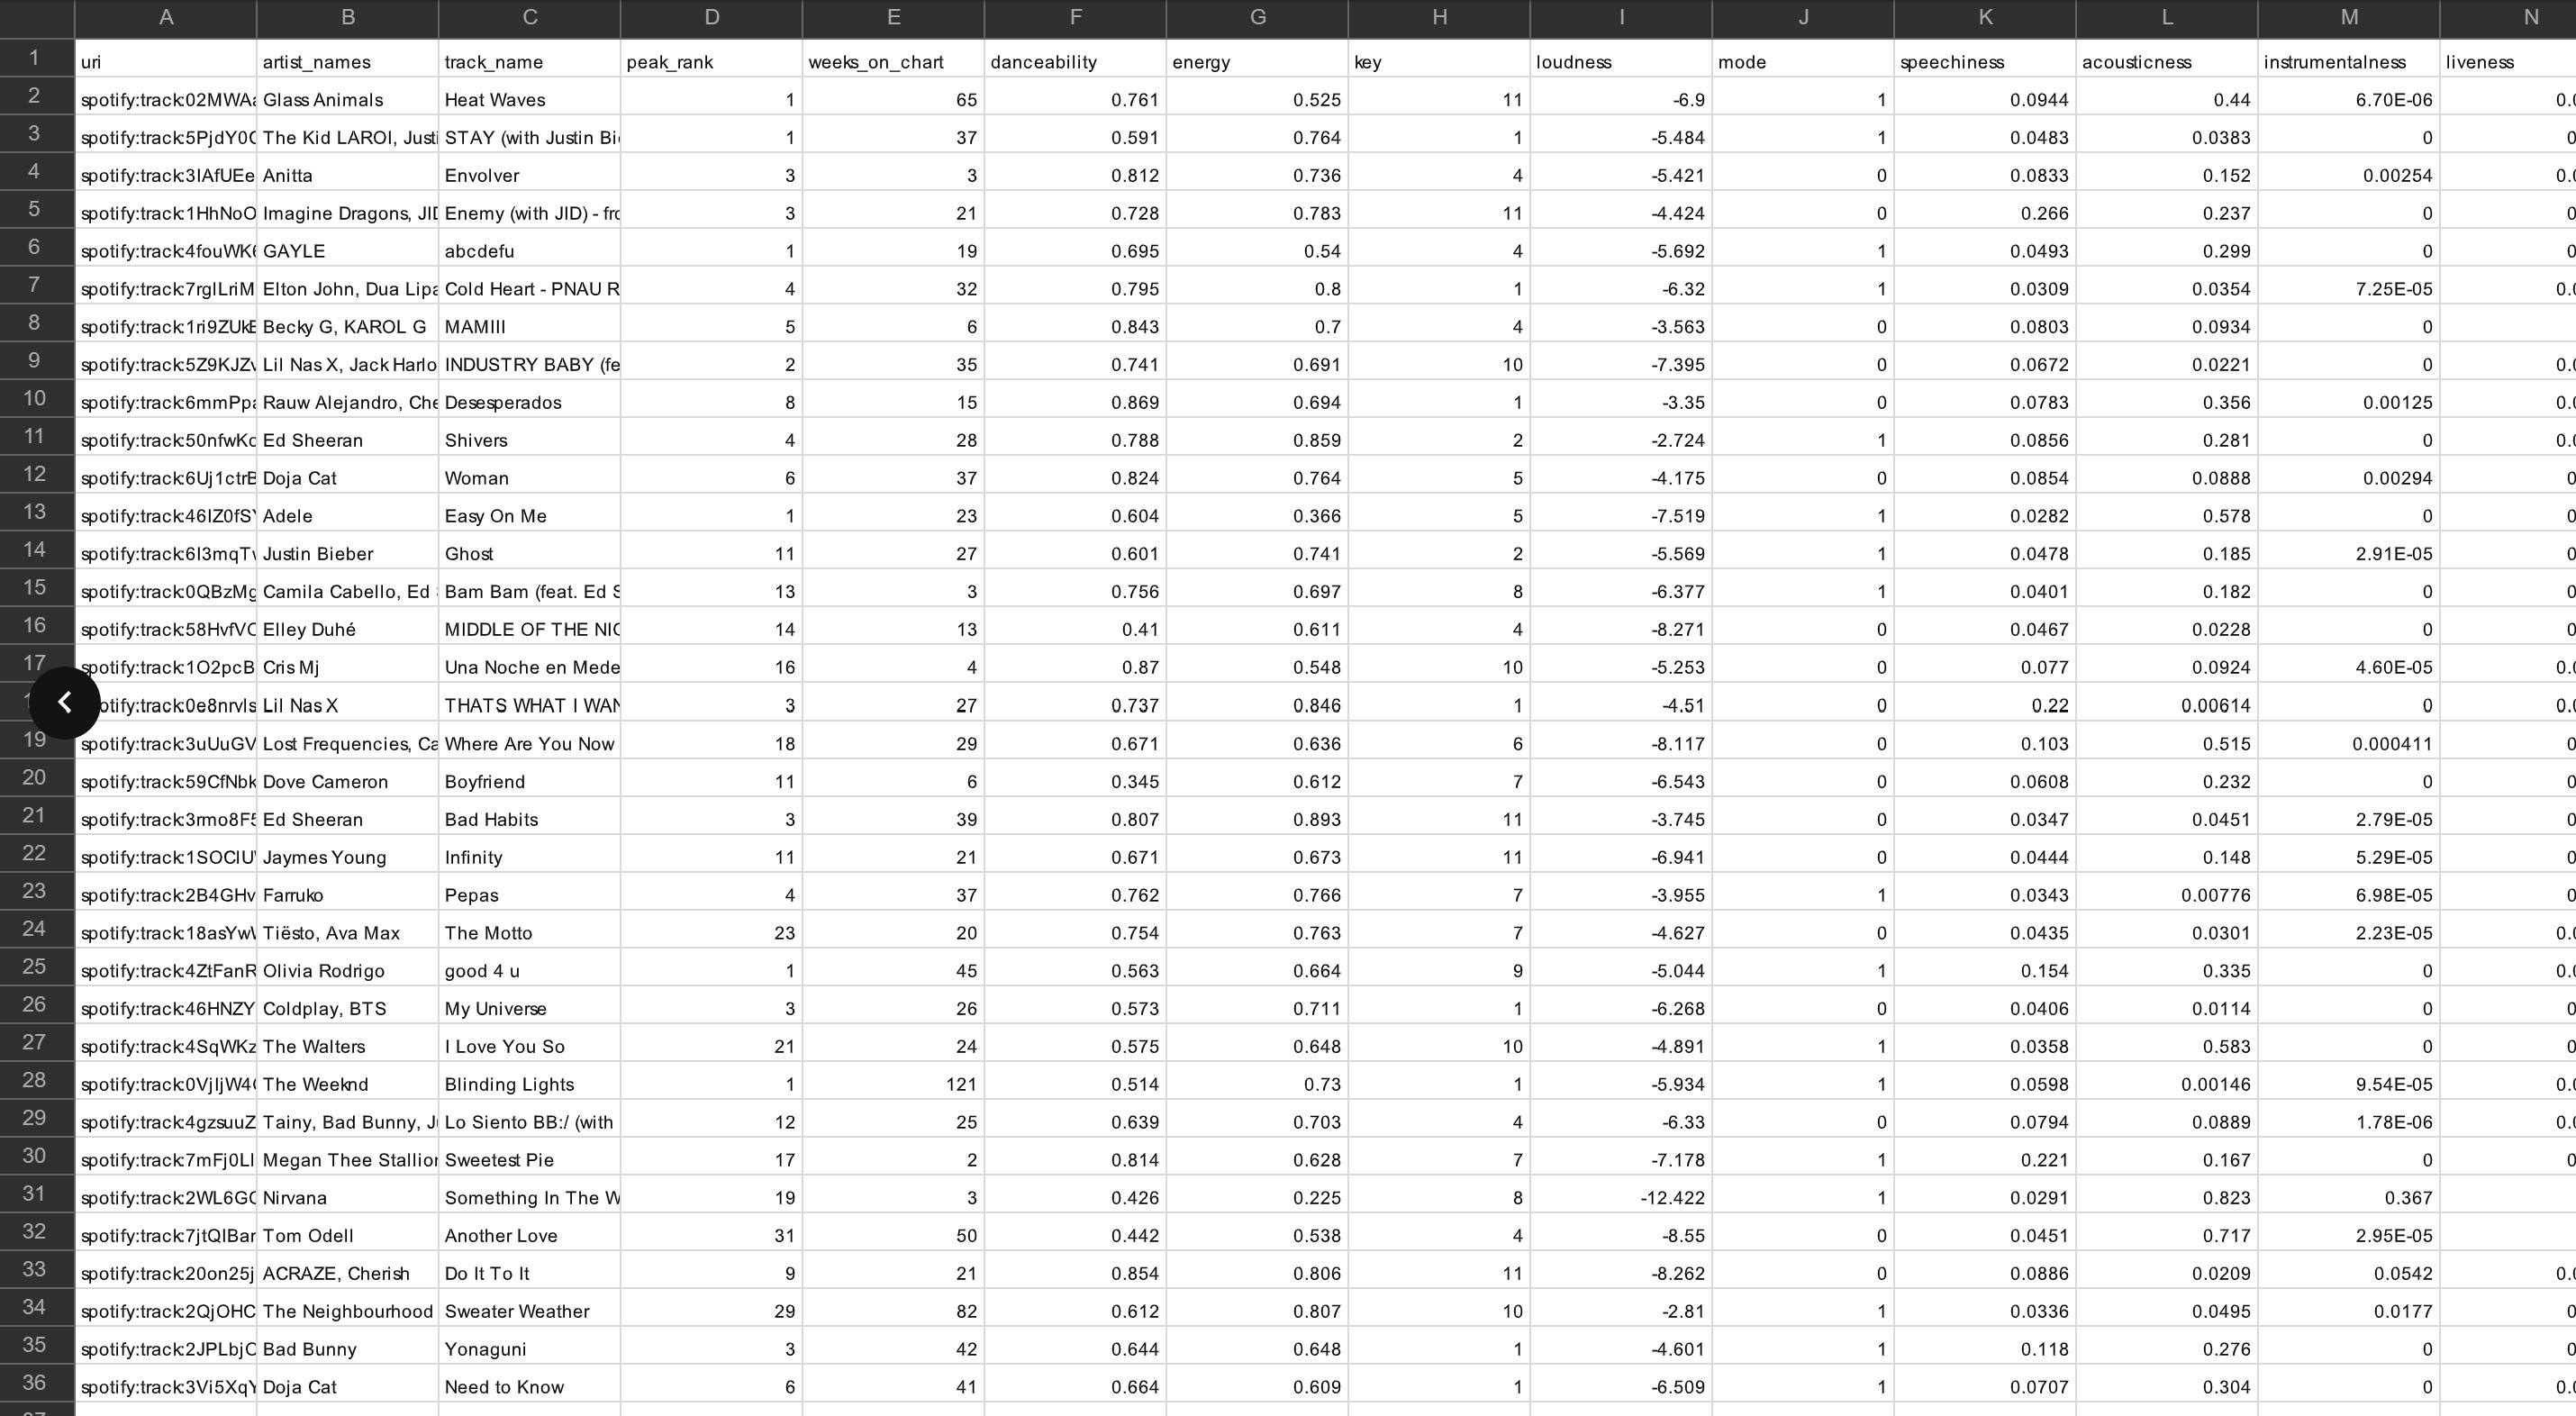 A B C D E F G H I J K L M N
1 uri artist_names track_name peak_rank weeks_on_chart danceability energy key loudness mode speechiness acousticness instrumentalness liveness
2 spotify:track:02MWAa Glass Animals Heat Waves 1 65 0.761 0.525 11 -6.9 1 0.0944 0.44 6.70E-06 0.0
3 spotify:track:5PjdY0 The Kid LAROI, Justi STAY (with Justin Bi 1 37 0.591 0.764 1 -5.484 1 0.0483 0.0383 0 0
4 spotify:track:3IAfUEe Anitta Envolver 3 3 0.812 0.736 4 -5.421 0 0.0833 0.152 0.00254 0.0
5 spotify:track:1HhNoO Imagine Dragons, JI Enemy (with JID) - fr 3 21 0.728 0.783 11 -4.424 0 0.266 0.237 0 0.0
6 spotify:track:4fouWK GAYLE abcdefu 1 19 0.695 0.54 4 -5.692 1 0.0493 0.299 0 0
7 spotify:track:7rglLriM Elton John, Dua Lipa Cold Heart - PNAU R 4 32 0.795 0.8 1 -6.32 1 0.0309 0.0354 7.25E-05 0.0
8 spotify:track:1ri9ZUk Becky G, KAROL G MAMIII 5 6 0.843 0.7 4 -3.563 0 0.0803 0.0934 0
9 spotify:track:5Z9KJZ Lil Nas X, Jack Harlo INDUSTRY BABY (fe 2 35 0.741 0.691 10 -7.395 0 0.0672 0.0221 0 0.0
10 spotify:track:6mmPpa Rauw Alejandro, Che Desesperados 8 15 0.869 0.694 1 -3.35 0 0.0783 0.356 0.00125 0.0
11 spotify:track:50nfwK Ed Sheeran Shivers 4 28 0.788 0.859 2 -2.724 1 0.0856 0.281 0 0.0
12 spotify:track:6Uj1ctr Doja Cat Woman 6 37 0.824 0.764 5 -4.175 0 0.0854 0.0888 0.00294 0
13 spotify:track:46IZ0fS Adele Easy On Me 1 23 0.604 0.366 5 -7.519 1 0.0282 0.578 0 0
14 spotify:track:6I3mqT Justin Bieber Ghost 11 27 0.601 0.741 2 -5.569 1 0.0478 0.185 2.91E-05 0
15 spotify:track:0QBzMg Camila Cabello, Ed Bam Bam (feat. Ed S 13 3 0.756 0.697 8 -6.377 1 0.0401 0.182 0 0
16 spotify:track:58HvfV Elley Duhé MIDDLE OF THE NI 14 13 0.41 0.611 4 -8.271 0 0.0467 0.0228 0 0
17 spotify:track:1O2pcB Cris Mj Una Noche en Mede 16 4 0.87 0.548 10 -5.253 0 0.077 0.0924 4.60E-05 0.0
otify:track:0e8nrvls Lil Nas X THATS WHAT I WAN 3 27 0.737 0.846 1 -4.51 0 0.22 0.00614 0 0.0
19 spotify:track:3uUuGV Lost Frequencies, Ca Where Are You Now 18 29 0.671 0.636 6 -8.117 0 0.103 0.515 0.000411 0
20 spotify:track:59CfNbk Dove Cameron Boyfriend 11 6 0.345 0.612 7 -6.543 0 0.0608 0.232 0 0
21 spotify:track:3rmo8F Ed Sheeran Bad Habits 3 39 0.807 0.893 11 -3.745 0 0.0347 0.0451 2.79E-05 0
22 spotify:track:1SOClU Jaymes Young Infinity 11 21 0.671 0.673 11 -6.941 0 0.0444 0.148 5.29E-05 0
23 spotify:track:2B4GHv Farruko Pepas 4 37 0.762 0.766 7 -3.955 1 0.0343 0.00776 6.98E-05 0
24 spotify:track:18asYw Tiësto, Ava Max The Motto 23 20 0.754 0.763 7 -4.627 0 0.0435 0.0301 2.23E-05 0.0
25 spotify:track:4ZtFanR Olivia Rodrigo good 4 u 1 45 0.563 0.664 9 -5.044 1 0.154 0.335 0 0.0
26 spotify:track:46HNZY Coldplay, BTS My Universe 3 26 0.573 0.711 1 -6.268 0 0.0406 0.0114 0 0
27 spotify:track:4SqWKz The Walters I Love You So 21 24 0.575 0.648 10 -4.891 1 0.0358 0.583 0 0
28 spotify:track:0VjIjW4 The Weeknd Blinding Lights 1 121 0.514 0.73 1 -5.934 1 0.0598 0.00146 9.54E-05 0.0
29 spotify:track:4gzsuuZ Tainy, Bad Bunny, J Lo Siento BB:/ (with 12 25 0.639 0.703 4 -6.33 0 0.0794 0.0889 1.78E-06 0.0
30 spotify:track:7mFj0LI Megan Thee Stallion Sweetest Pie 17 2 0.814 0.628 7 -7.178 1 0.221 0.167 0 0
31 spotify:track:2WL6G Nirvana Something In The W 19 3 0.426 0.225 8 -12.422 1 0.0291 0.823 0.367
32 spotify:track:7jtQIBar Tom Odell Another Love 31 50 0.442 0.538 4 -8.55 0 0.0451 0.717 2.95E-05
33 spotify:track:20on25j ACRAZE, Cherish Do It To It 9 21 0.854 0.806 11 -8.262 0 0.0886 0.0209 0.0542 0.0
34 spotify:track:2QjOHC The Neighbourhood Sweater Weather 29 82 0.612 0.807 10 -2.81 1 0.0336 0.0495 0.0177 0
35 spotify:track:2JPLbj Bad Bunny Yonaguni 3 42 0.644 0.648 1 -4.601 1 0.118 0.276 0 0
36 spotify:track:3Vi5Xq Doja Cat Need to Know 6 41 0.664 0.609 1 -6.509 1 0.0707 0.304 0 0.0